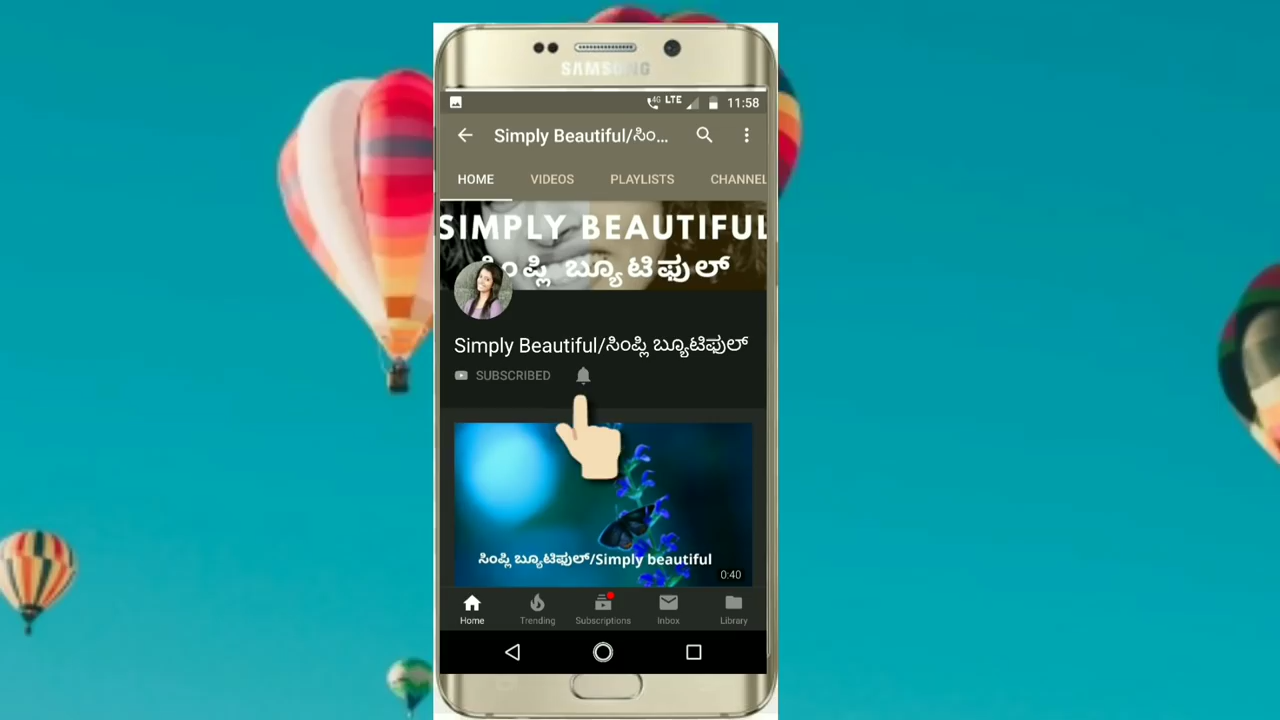 SAMSUNG
4G LTE 11:58
Simply Beautiful/ಸಿಂ...
HOME VIDEOS PLAYLISTS CHANNEL
SIMPLY BEAUTIFUL
ಸಿಂಪ್ಲಿ ಬ್ಯೂಟಿಫುಲ್
Simply Beautiful/ಸಿಂಪ್ಲಿ ಬ್ಯೂಟಿಫುಲ್
SUBSCRIBED
ಸಿಂಪ್ಲಿ ಬ್ಯೂಟಿಫುಲ್/Simply beautiful
0:40
Home Trending Subscriptions Inbox Library